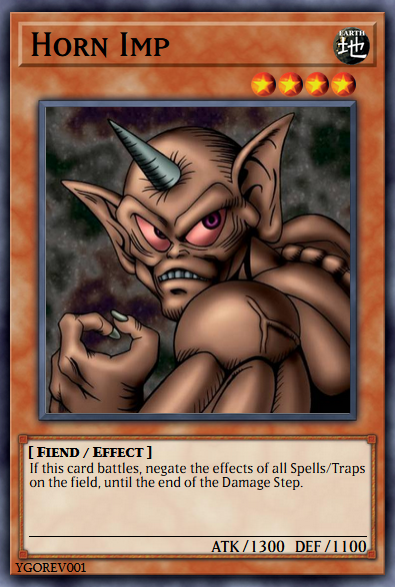 Horn Imp
EARTH
地
[ Fiend / Effect ]
If this card battles, negate the effects of all Spells/Traps
on the field, until the end of the Damage Step.
ATK/1300 DEF/1100
YGOREV001